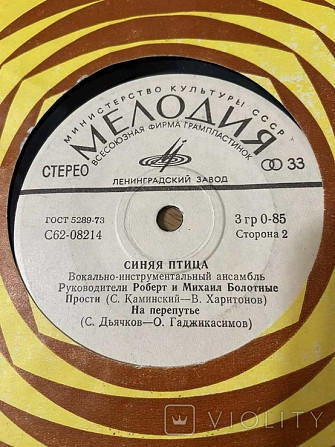 МИНИСТЕРСТВО КУЛЬТУРЫ СССР
МЕЛОДИЯ
ВСЕСОЮЗНАЯ ФИРМА ГРАМПЛАСТИНОК
СТЕРЕО
33
ЛЕНИНГРАДСКИЙ ЗАВОД
ГОСТ 5289-73
3 гр 0-85
С62-08214
Сторона 2
СИНЯЯ ПТИЦА
Вокально-инструментальный ансамбль
Руководители Роберт и Михаил Болотные
Прости (С. Каминский—В. Харитонов)
На перепутье
(С. Дьячков—О. Гаджикасимов)
VIOLITY